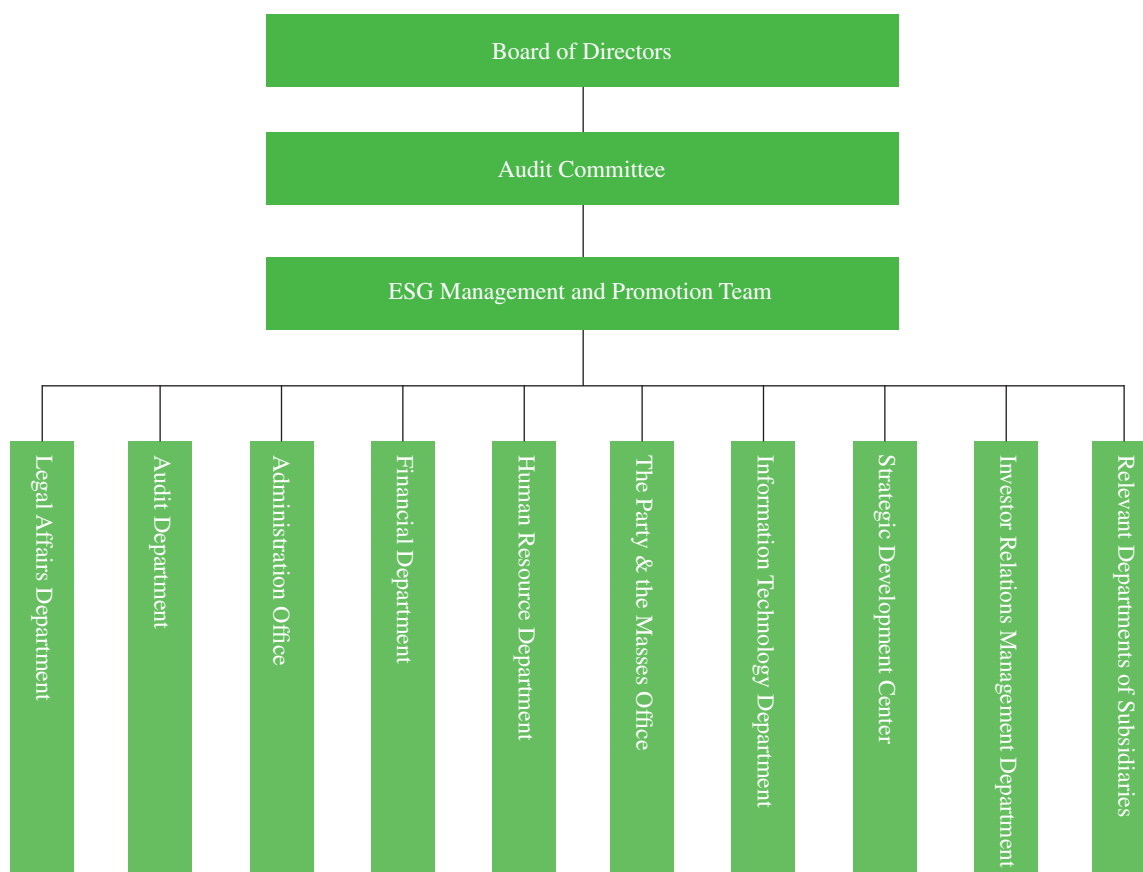 Board of Directors
Audit Committee
ESG Management and Promotion Team
Legal Affairs Department
Audit Department
Administration Office
Financial Department
Human Resource Department
The Party & the Masses Office
Information Technology Department
Strategic Development Center
Investor Relations Management Department
Relevant Departments of Subsidiaries